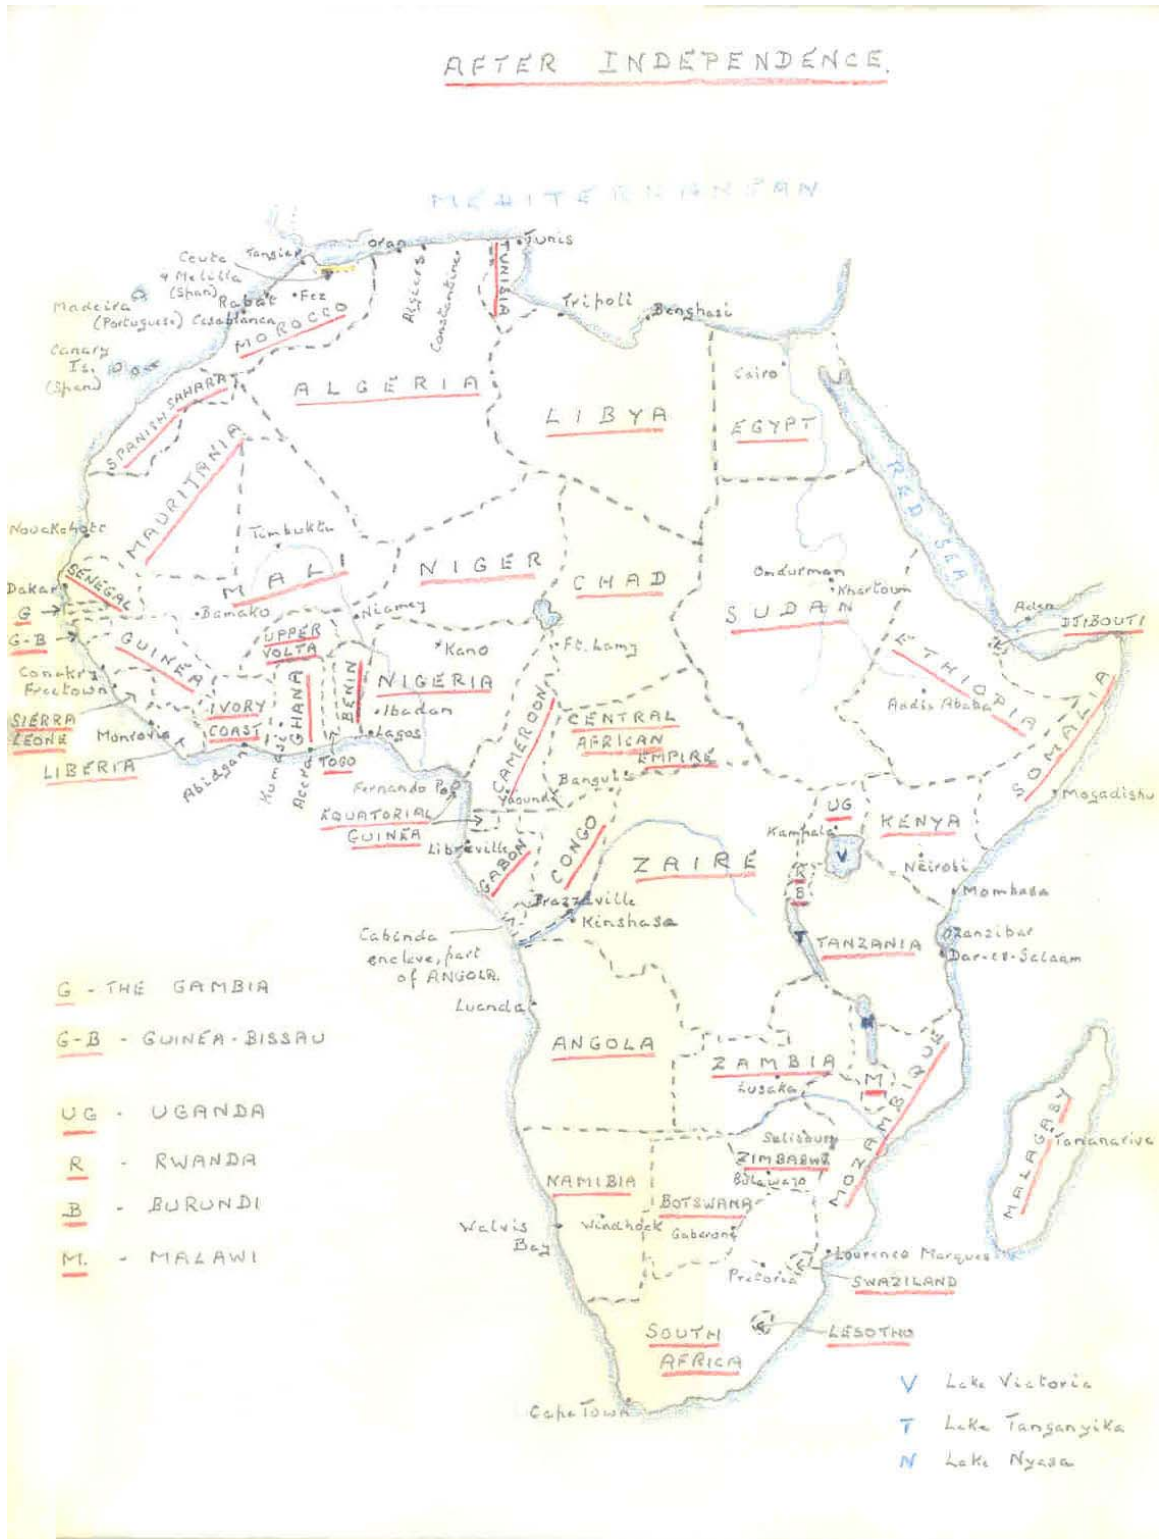 AFTER INDEPENDENCE.
MEDITERRANEAN
Ceuta
& Melilla
(Span)
Tangier
Oran
Algiers
Constantine
TUNISIA
Tunis
Madeira
(Portuguese)
Rabat
Fez
Casablanca
MOROCCO
Tripoli
Benghasi
Canary
Is.
(Span)
SPANISH SAHARA
ALGERIA
LIBYA
Cairo
EGYPT
RED SEA
MAURITANIA
Nouakchott
Timbuktu
MALI
NIGER
CHAD
Omdurman
Khartoum
SUDAN
Aden
DJIBOUTI
Dakar
SENEGAL
G
G-B
Bamako
Niamey
UPPER
VOLTA
Kano
Ft. Lamy
ETHIOPIA
Addis Ababa
SOMALIA
GUINEA
Conakry
Freetown
SIERRA
LEONE
Monrovia
LIBERIA
IVORY
COAST
Abidgan
Kumasi
GHANA
Accra
TOGO
BENIN
NIGERIA
Ibadan
Lagos
CAMEROON
CENTRAL
AFRICAN
EMPIRE
Bangui
Fernando Po
Yaounde
EQUATORIAL
GUINEA
Libreville
GABON
CONGO
ZAIRE
UG
Kampala
V
KENYA
Nairobi
Mogadishu
Mombasa
R
B
Brazzaville
Kinshasa
Cabinda
enclave, part
of ANGOLA.
T
TANZANIA
Zanzibar
Dar-es-Salaam
Luanda
ANGOLA
N
ZAMBIA
Lusaka
M
MOZAMBIQUE
Salisbury
ZIMBABWE
Bulawayo
MALAGASY
Tananarive
NAMIBIA
BOTSWANA
Walvis
Bay
Windhoek
Gaberone
Lourenco Marques
Pretoria
SWAZILAND
SOUTH
AFRICA
LESOTHO
Cape Town
G - THE GAMBIA
G-B - GUINEA-BISSAU
UG - UGANDA
R - RWANDA
B - BURUNDI
M. - MALAWI
V Lake Victoria
T Lake Tanganyika
N Lake Nyasa